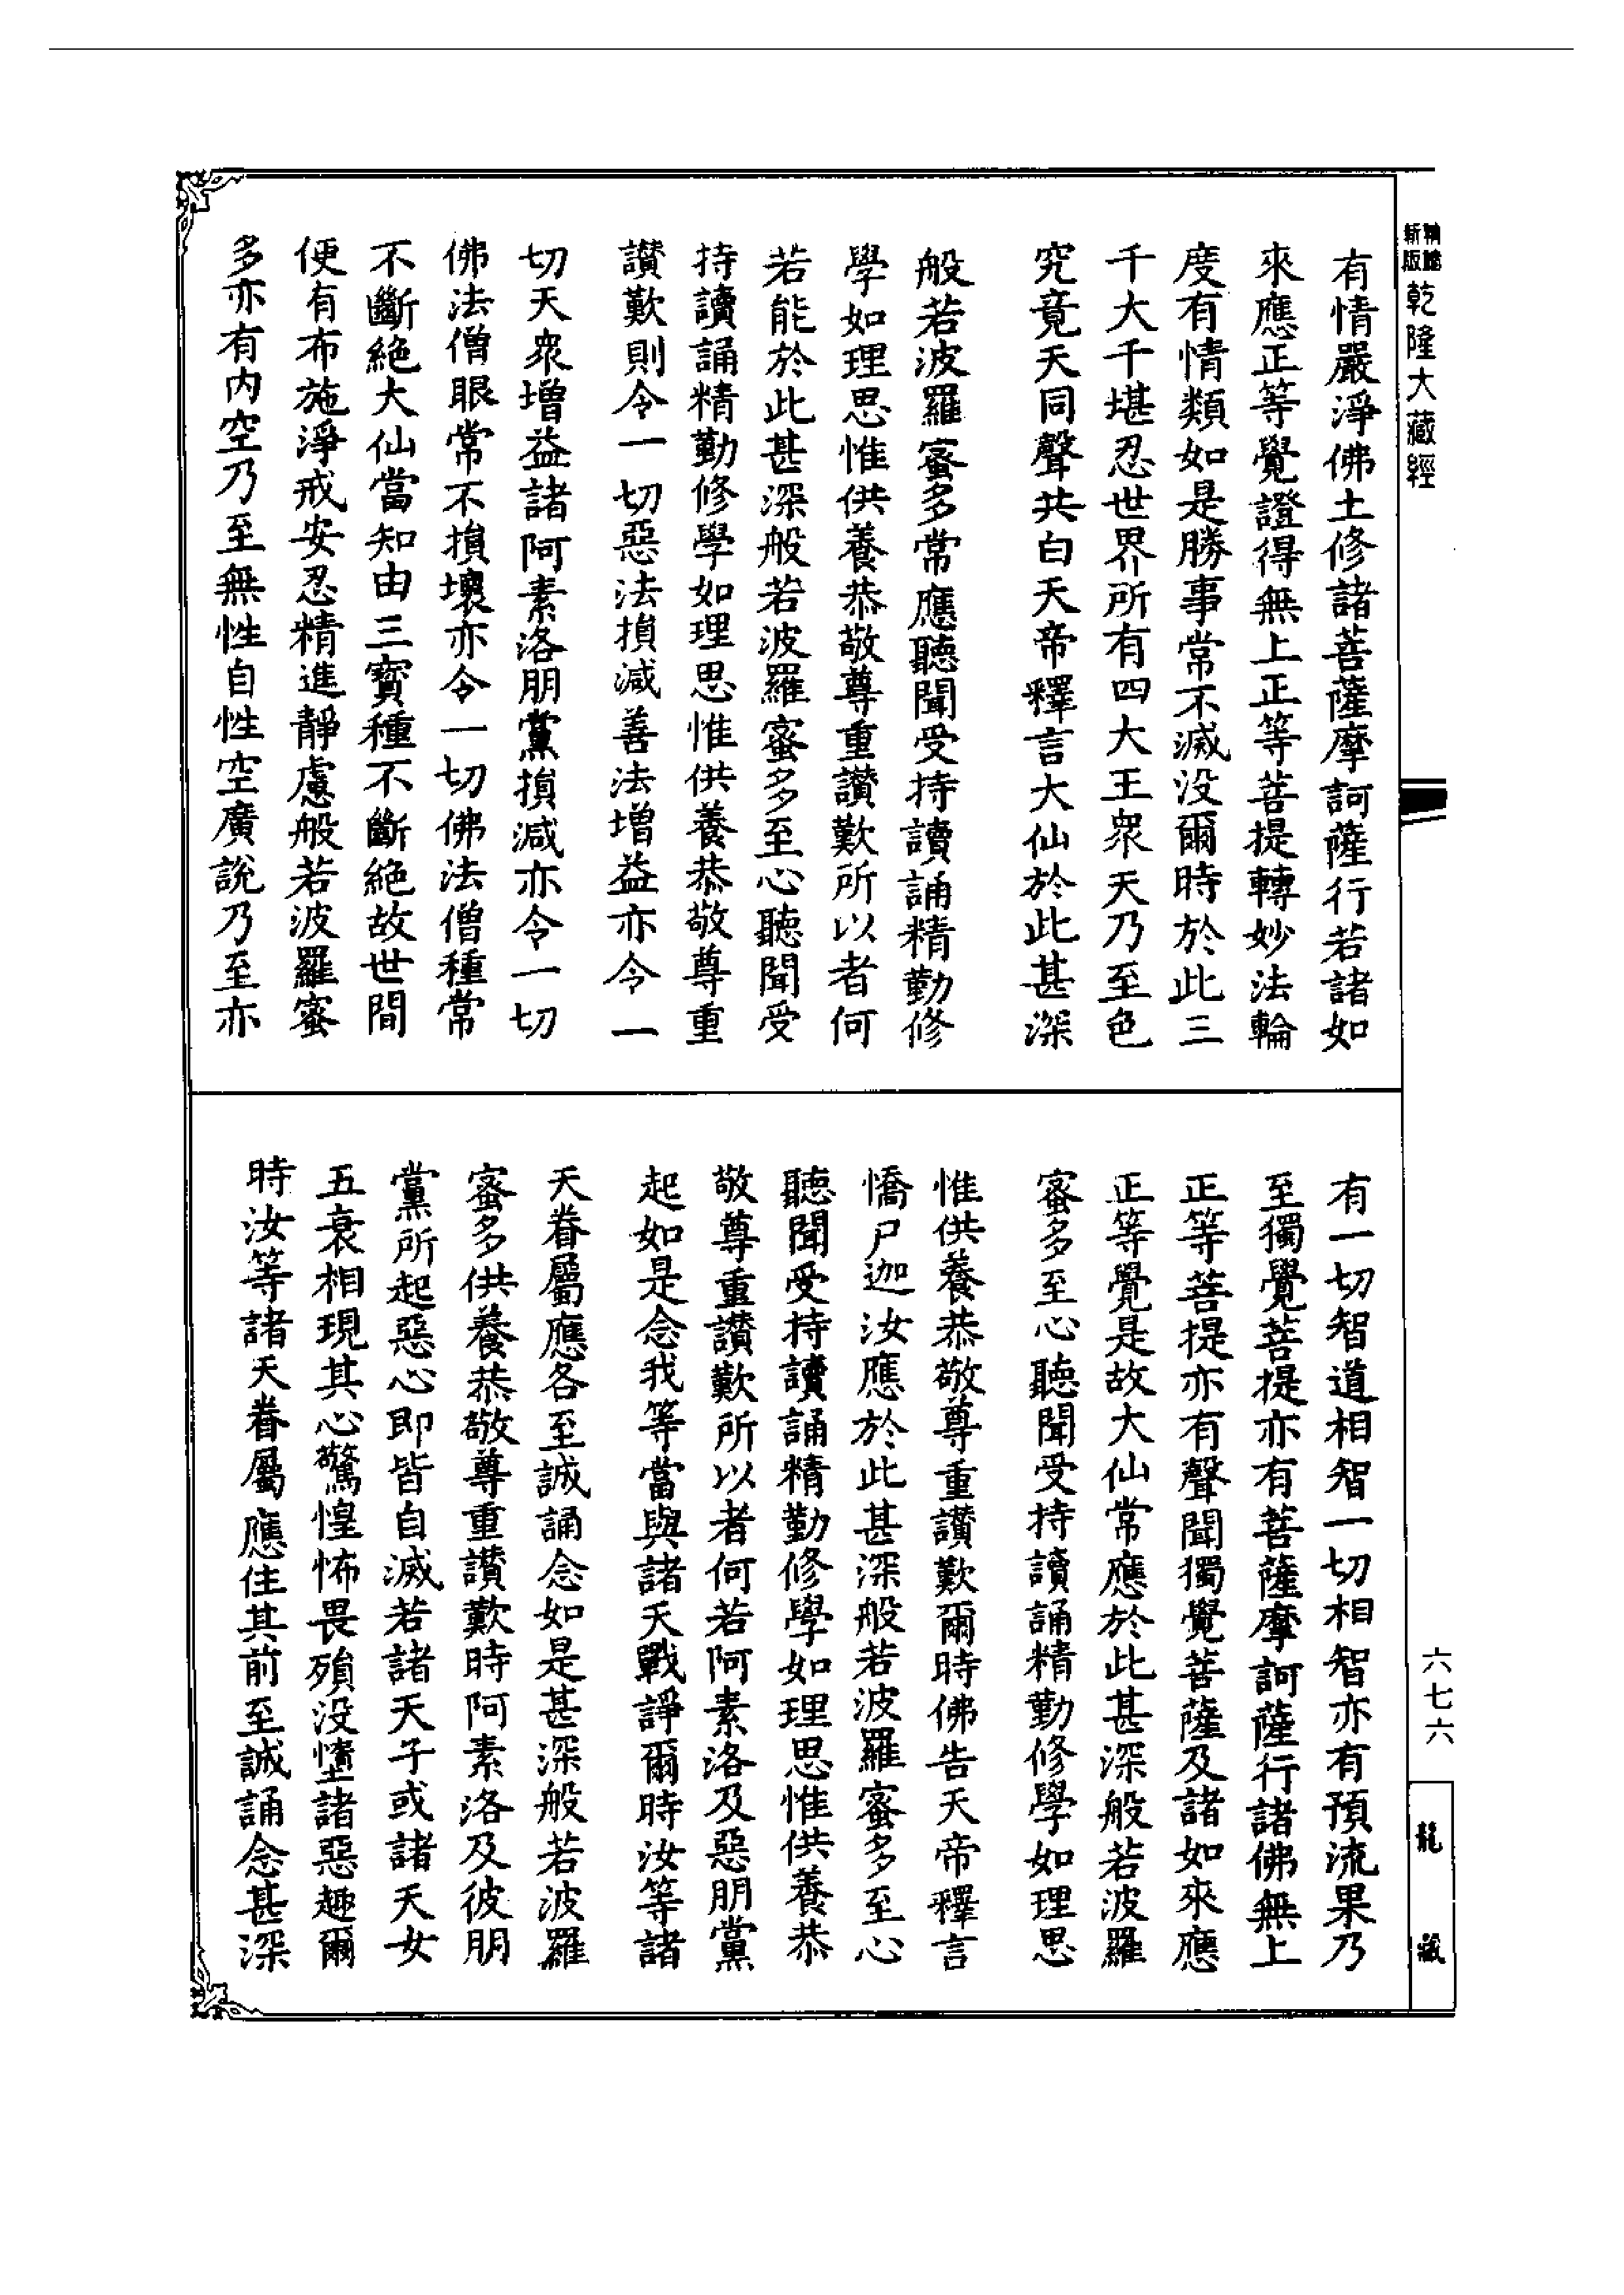 新版
精縮
乾隆大藏經
有情嚴淨佛土修諸菩薩摩訶薩行若諸如
來應正等覺證得無上正等菩提轉妙法輪
度有情類如是勝事常不滅没爾時於此三
千大千堪忍世界所有四大王衆天乃至色
究竟天同聲共白天帝釋言大仙於此甚深
般若波羅蜜多常應聽聞受持讀誦精勤修
學如理思惟供養恭敬尊重讚歎所以者何
若能於此甚深般若波羅蜜多至心聽聞受
持讀誦精勤修學如理思惟供養恭敬尊重
讚歎則令一切惡法損減善法增益亦令一
切天衆增益諸阿素洛朋黨損減亦令一切
佛法僧眼常不損壞亦令一切佛法僧種常
不斷絶大仙當知由三寳種不斷絶故世間
便有布施淨戒安忍精進靜慮般若波羅蜜
多亦有内空乃至無性自性空廣說乃至亦
有一切智道相智一切相智亦有預流果乃
至獨覺菩提亦有菩薩摩訶薩行諸佛無上
正等菩提亦有聲聞獨覺菩薩及諸如來應
正等覺是故大仙常應於此甚深般若波羅
蜜多至心聽聞受持讀誦精勤修學如理思
惟供養恭敬尊重讚歎爾時佛告天帝釋言
憍尸迦汝應於此甚深般若波羅蜜多至心
聽聞受持讀誦精勤修學如理思惟供養恭
敬尊重讚歎所以者何若阿素洛及惡朋黨
起如是念我等當與諸天戰諍爾時汝等諸
天眷屬應各至誠誦念如是甚深般若波羅
蜜多供養恭敬尊重讚歎時阿素洛及彼朋
黨所起惡心即皆自滅若諸天子或諸天女
五衰相現其心驚惶怖畏殞没墮諸惡趣爾
時汝等諸天眷屬應住其前至誠誦念甚深
六七六
龍藏